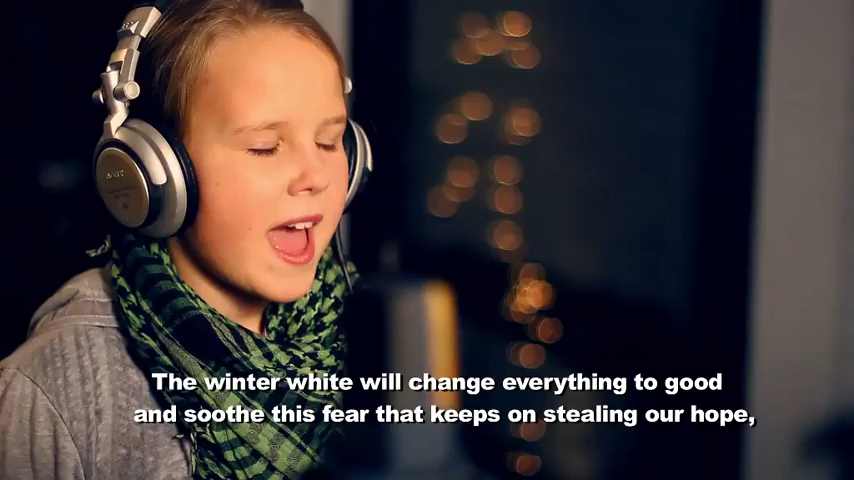 The winter white will change everything to good
and soothe this fear that keeps on stealing our hope,